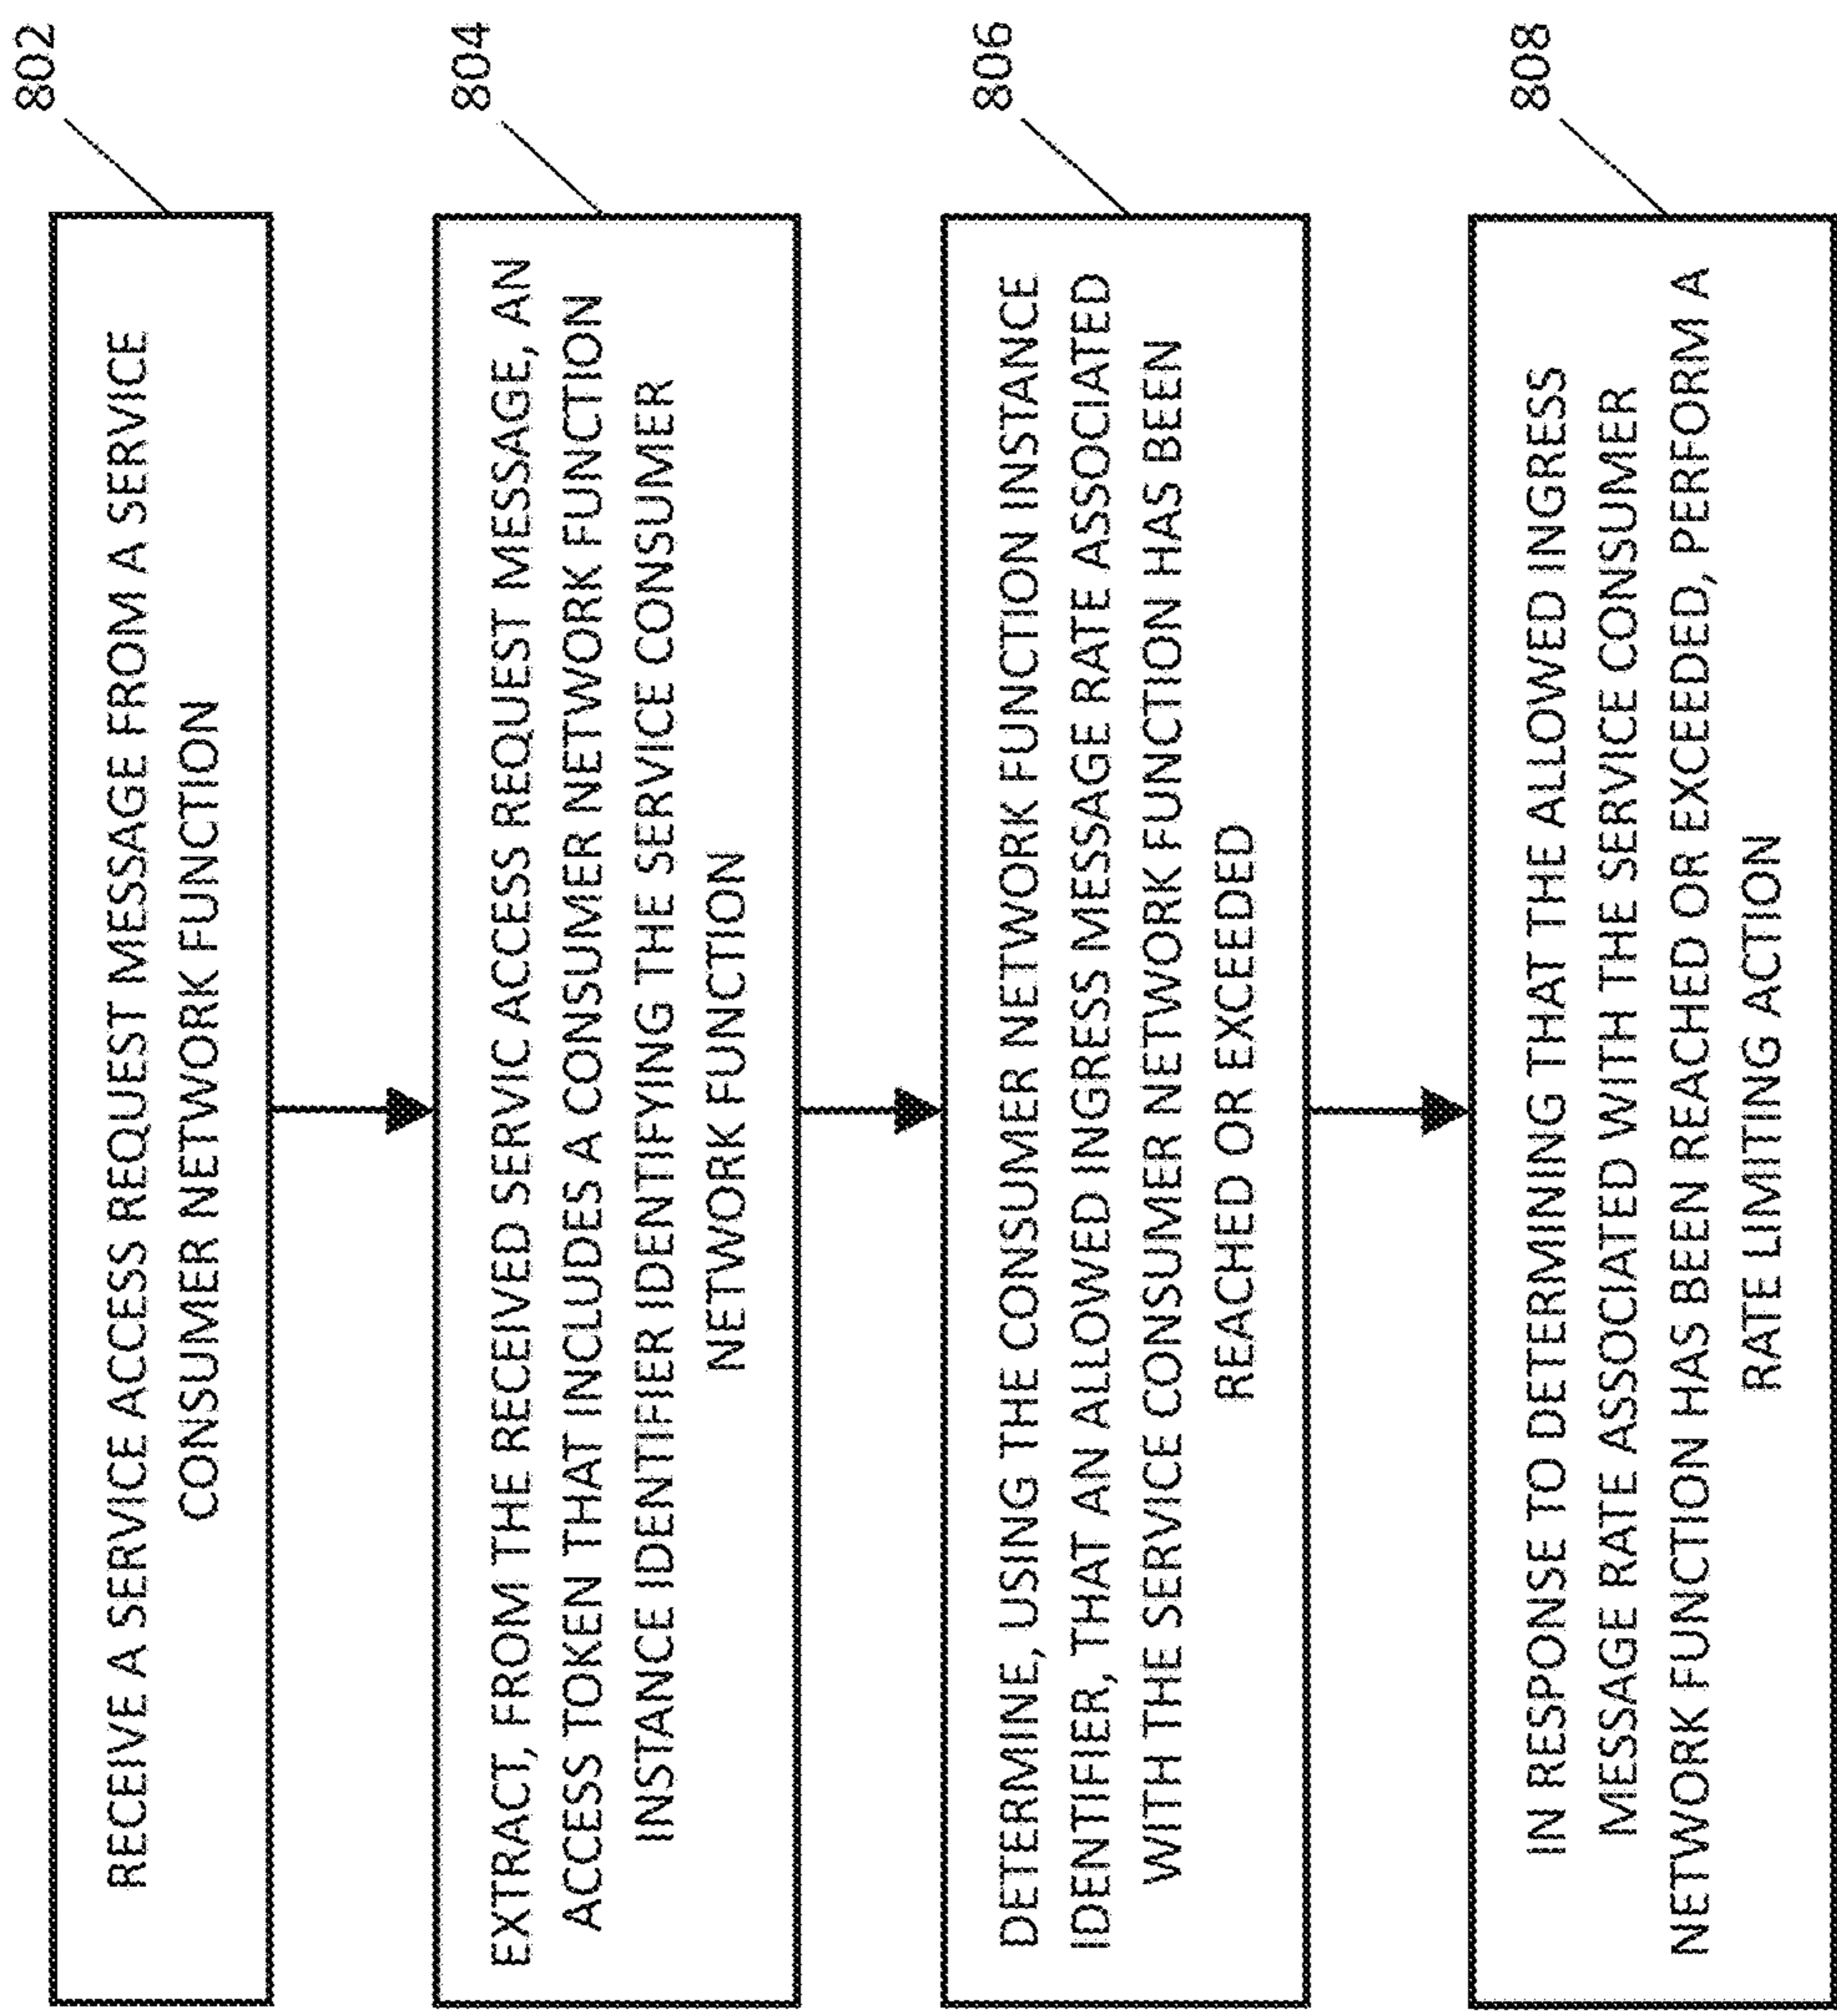 802
RECEIVE A SERVICE ACCESS REQUEST MESSAGE FROM A SERVICE
CONSUMER NETWORK FUNCTION
804
EXTRACT, FROM THE RECEIVED SERVIC ACCESS REQUEST MESSAGE, AN
ACCESS TOKEN THAT INCLUDES A CONSUMER NETWORK FUNCTION
INSTANCE IDENTIFIER IDENTIFYING THE SERVICE CONSUMER
NETWORK FUNCTION
806
DETERMINE, USING THE CONSUMER NETWORK FUNCTION INSTANCE
IDENTIFIER, THAT AN ALLOWED INGRESS MESSAGE RATE ASSOCIATED
WITH THE SERVICE CONSUMER NETWORK FUNCTION HAS BEEN
REACHED OR EXCEEDED
808
IN RESPONSE TO DETERMINING THAT THE ALLOWED INGRESS
MESSAGE RATE ASSOCIATED WITH THE SERVICE CONSUMER
NETWORK FUNCTION HAS BEEN REACHED OR EXCEEDED, PERFORM A
RATE LIMITING ACTION